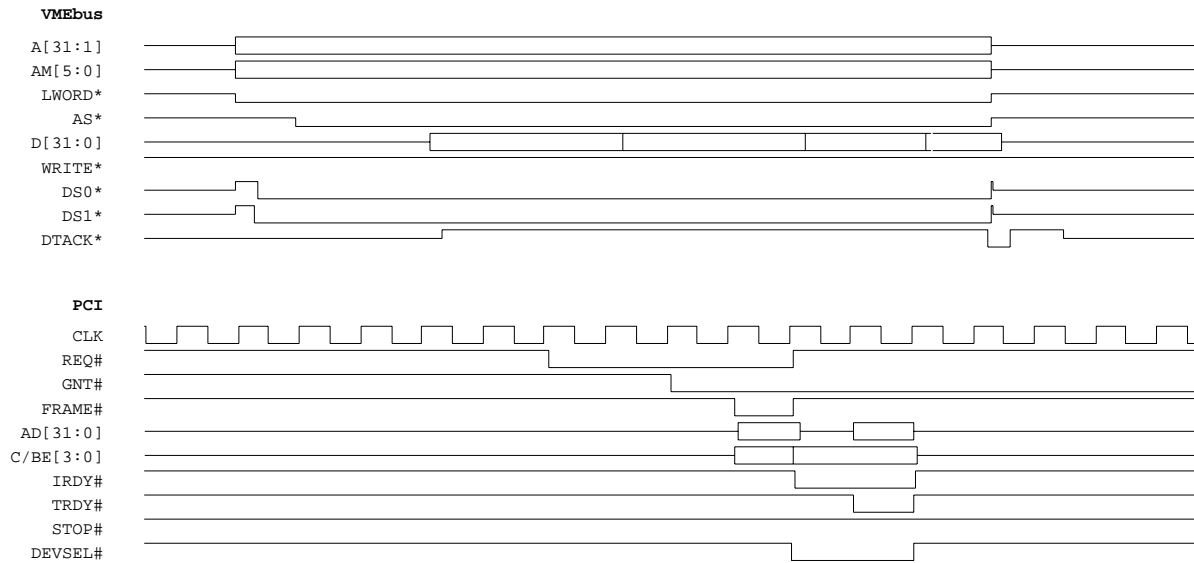 VMEbus
A[31:1]
AM[5:0]
LWORD*
AS*
D[31:0]
WRITE*
DS0*
DS1*
DTACK*
PCI
CLK
REQ#
GNT#
FRAME#
AD[31:0]
C/BE[3:0]
IRDY#
TRDY#
STOP#
DEVSEL#